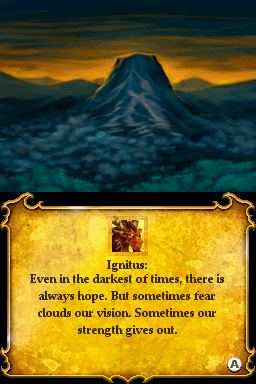 Ignitus:
Even in the darkest of times, there is
always hope. But sometimes fear
clouds our vision. Sometimes our
strength gives out.
A